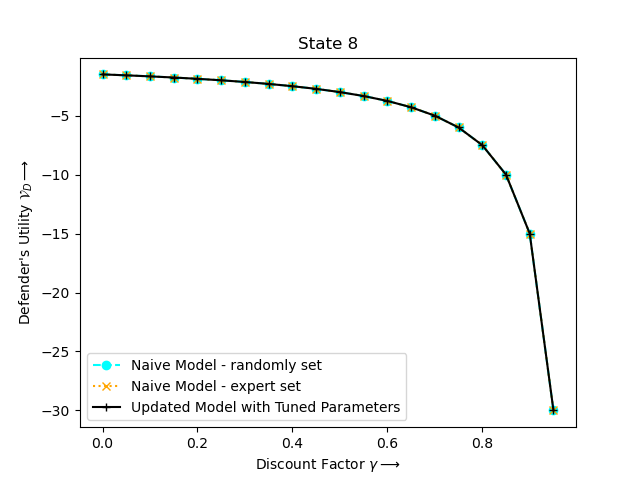 State 8
Defender's Utility 𝒱_D ⟶
−5
−10
−15
−20
−25
−30
Naive Model - randomly set
Naive Model - expert set
Updated Model with Tuned Parameters
0.0 0.2 0.4 0.6 0.8
Discount Factor γ ⟶